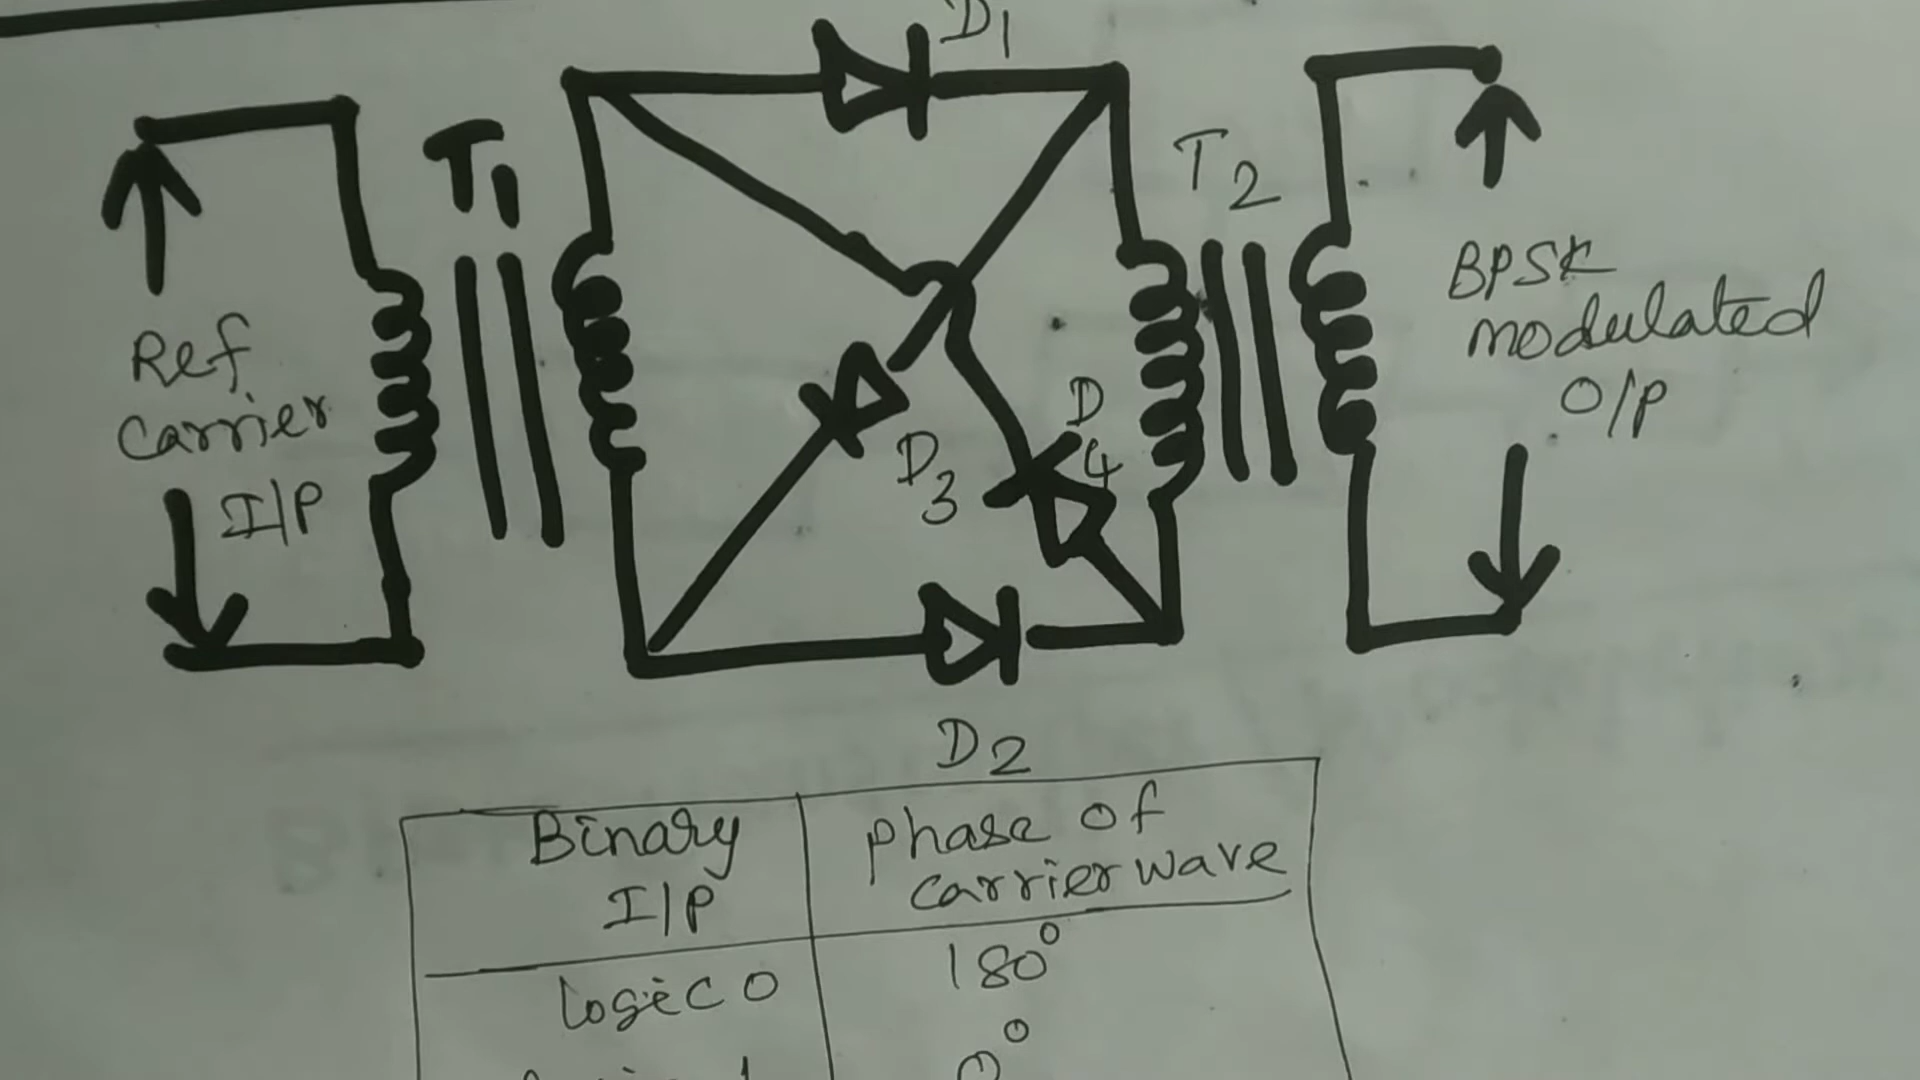 D1
T1
T2
Ref
Carrier
I/P
BPSK
modulated
O/P
D3
D
4
D2
Binary
I/P
Phase of
carrier wave
Logic 0
180°
0°